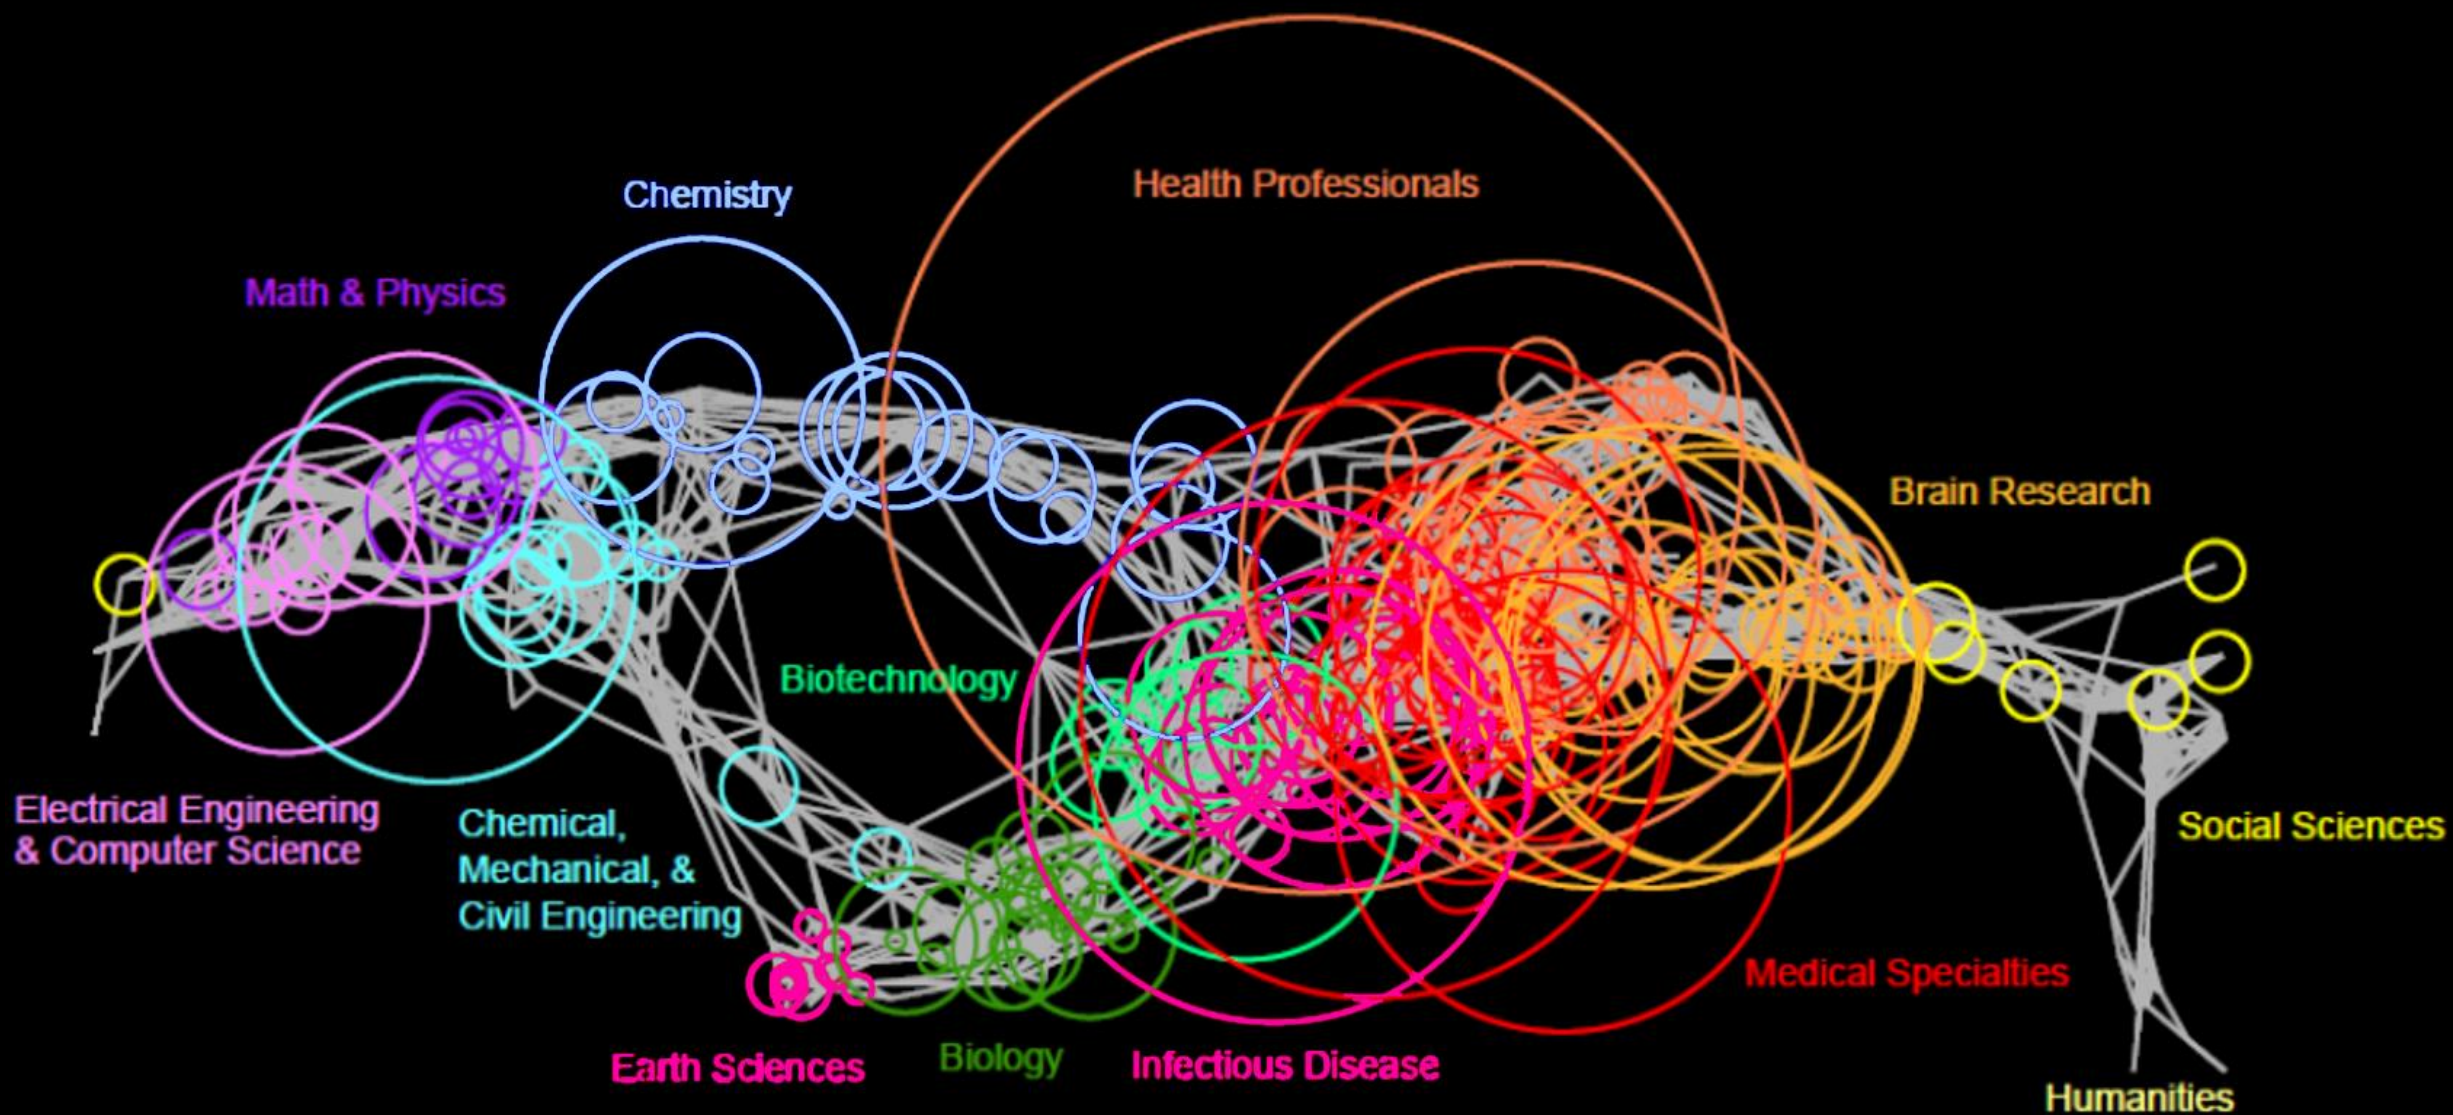 Health Professionals
Chemistry
Math & Physics
Brain Research
Biotechnology
Electrical Engineering
& Computer Science
Chemical,
Mechanical, &
Civil Engineering
Social Sciences
Medical Specialties
Earth Sciences
Biology
Infectious Disease
Humanities